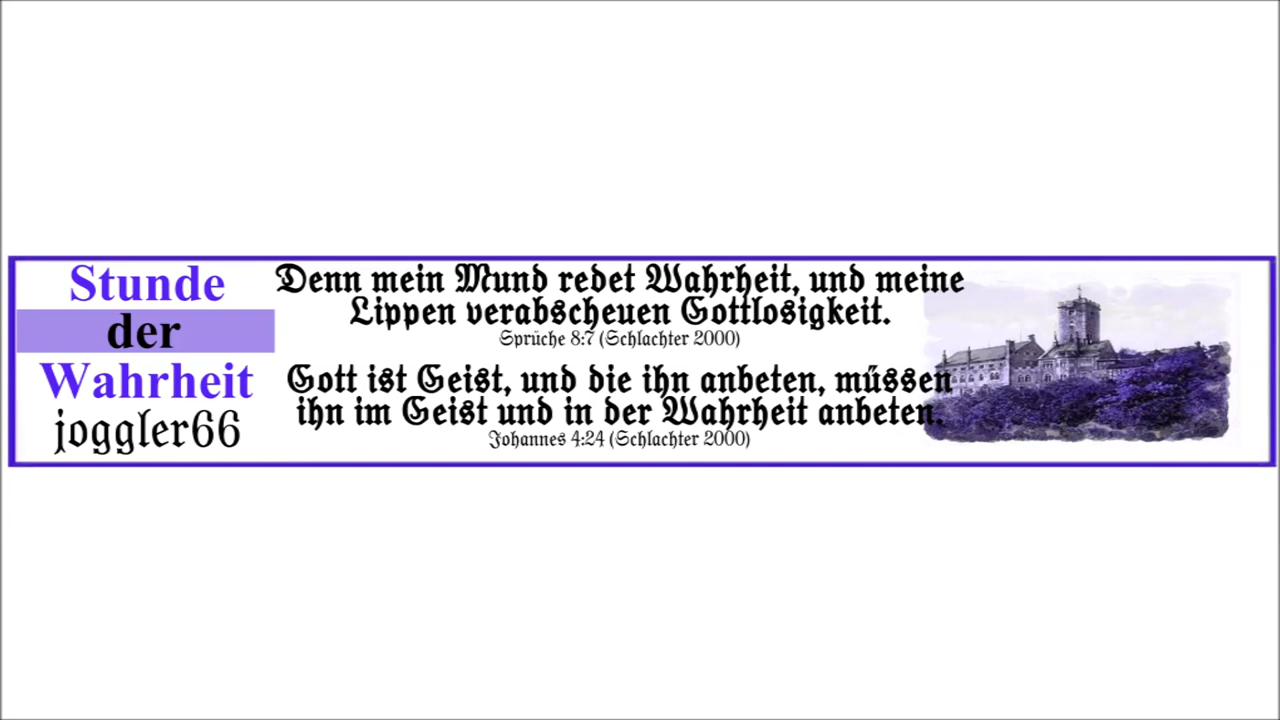 Stunde
der
Wahrheit
joggler66
Denn mein Mund redet Wahrheit, und meine
Lippen verabscheuen Gottlosigkeit.
Sprüche 8:7 (Schlachter 2000)
Gott ist Geist, und die ihn anbeten, müssen
ihn im Geist und in der Wahrheit anbeten.
Johannes 4:24 (Schlachter 2000)